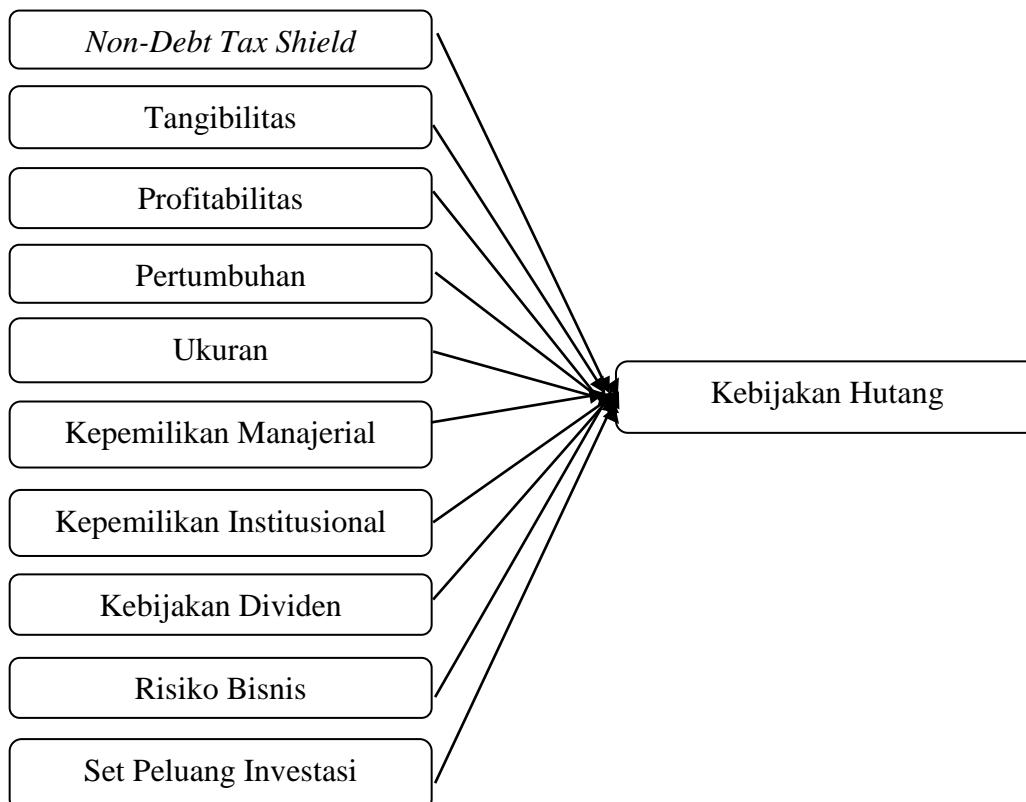 Non-Debt Tax Shield
Tangibilitas
Profitabilitas
Pertumbuhan
Ukuran
Kepemilikan Manajerial
Kepemilikan Institusional
Kebijakan Dividen
Risiko Bisnis
Set Peluang Investasi
Kebijakan Hutang